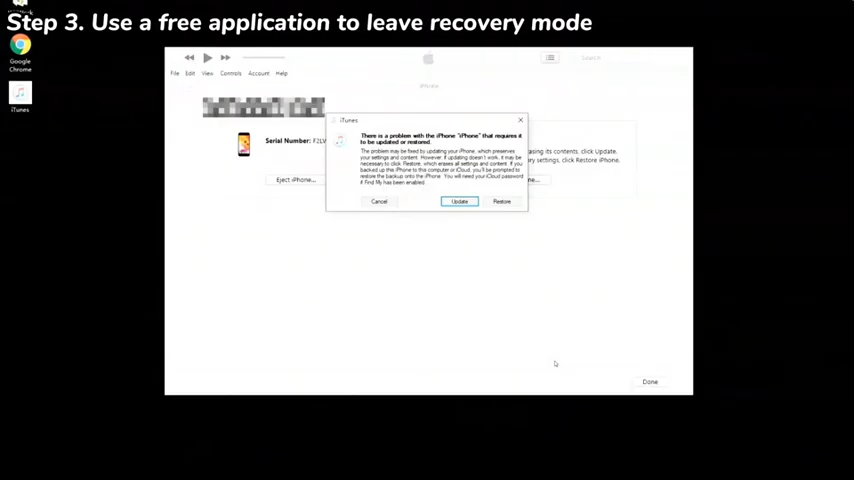 Step 3. Use a free application to leave recovery mode
Google
Chrome
iTunes
File Edit View Controls Account Help
Search
iPhone
iTunes
There is a problem with the iPhone "iPhone" that requires it
to be updated or restored.
The problem may be fixed by updating your iPhone, which preserves
your settings and content. However, if updating doesn't work, it may be
necessary to click Restore, which erases all settings and content. If you
backed up this iPhone to this computer or iCloud, you'll be prompted to
restore the backup onto the iPhone. You will need your iCloud password
if Find My has been enabled.
Cancel Update Restore
Serial Number: F2LV
Eject iPhone...
asing its contents, click Update.
ry settings, click Restore iPhone.
ne...
Done